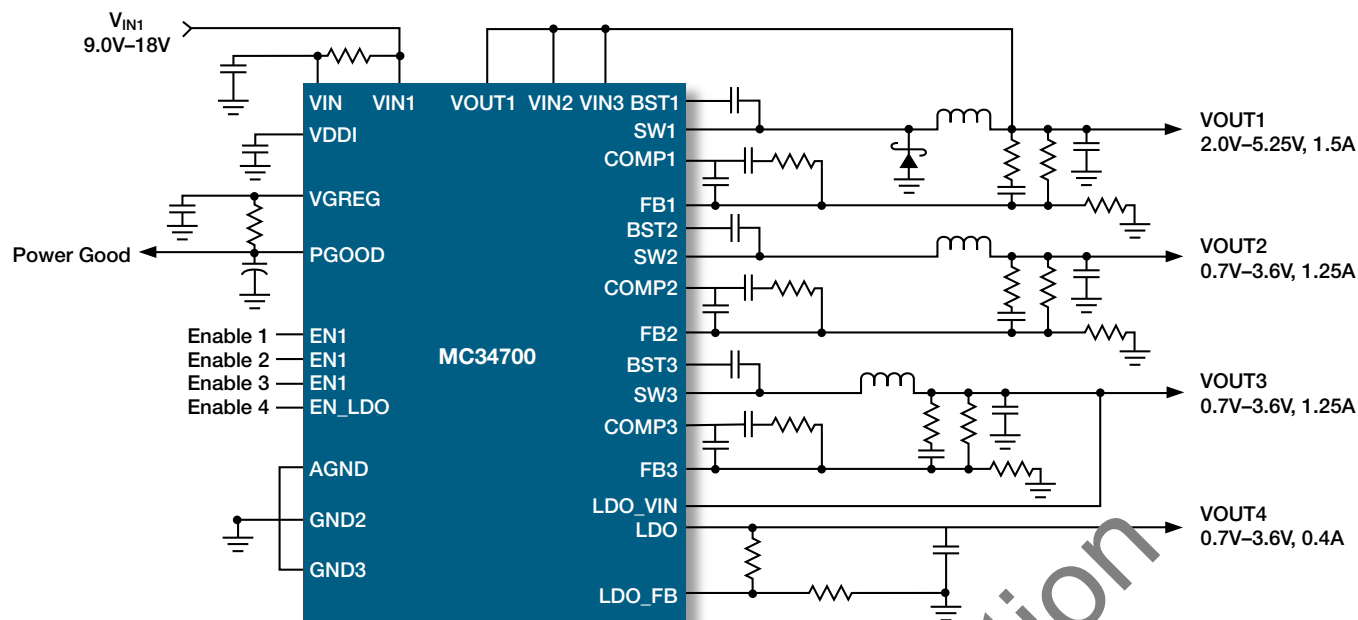 VIN1
9.0V–18V
VIN VIN1 VOUT1 VIN2 VIN3 BST1
VDDI
SW1
VOUT1
2.0V–5.25V, 1.5A
COMP1
VGREG
FB1
BST2
Power Good
PGOOD
SW2
VOUT2
0.7V–3.6V, 1.25A
COMP2
Enable 1 EN1
FB2
Enable 2 EN1
MC34700
BST3
Enable 3 EN1
SW3
VOUT3
0.7V–3.6V, 1.25A
Enable 4 EN_LDO
COMP3
AGND
FB3
LDO_VIN
GND2
LDO
VOUT4
0.7V–3.6V, 0.4A
GND3
LDO_FB